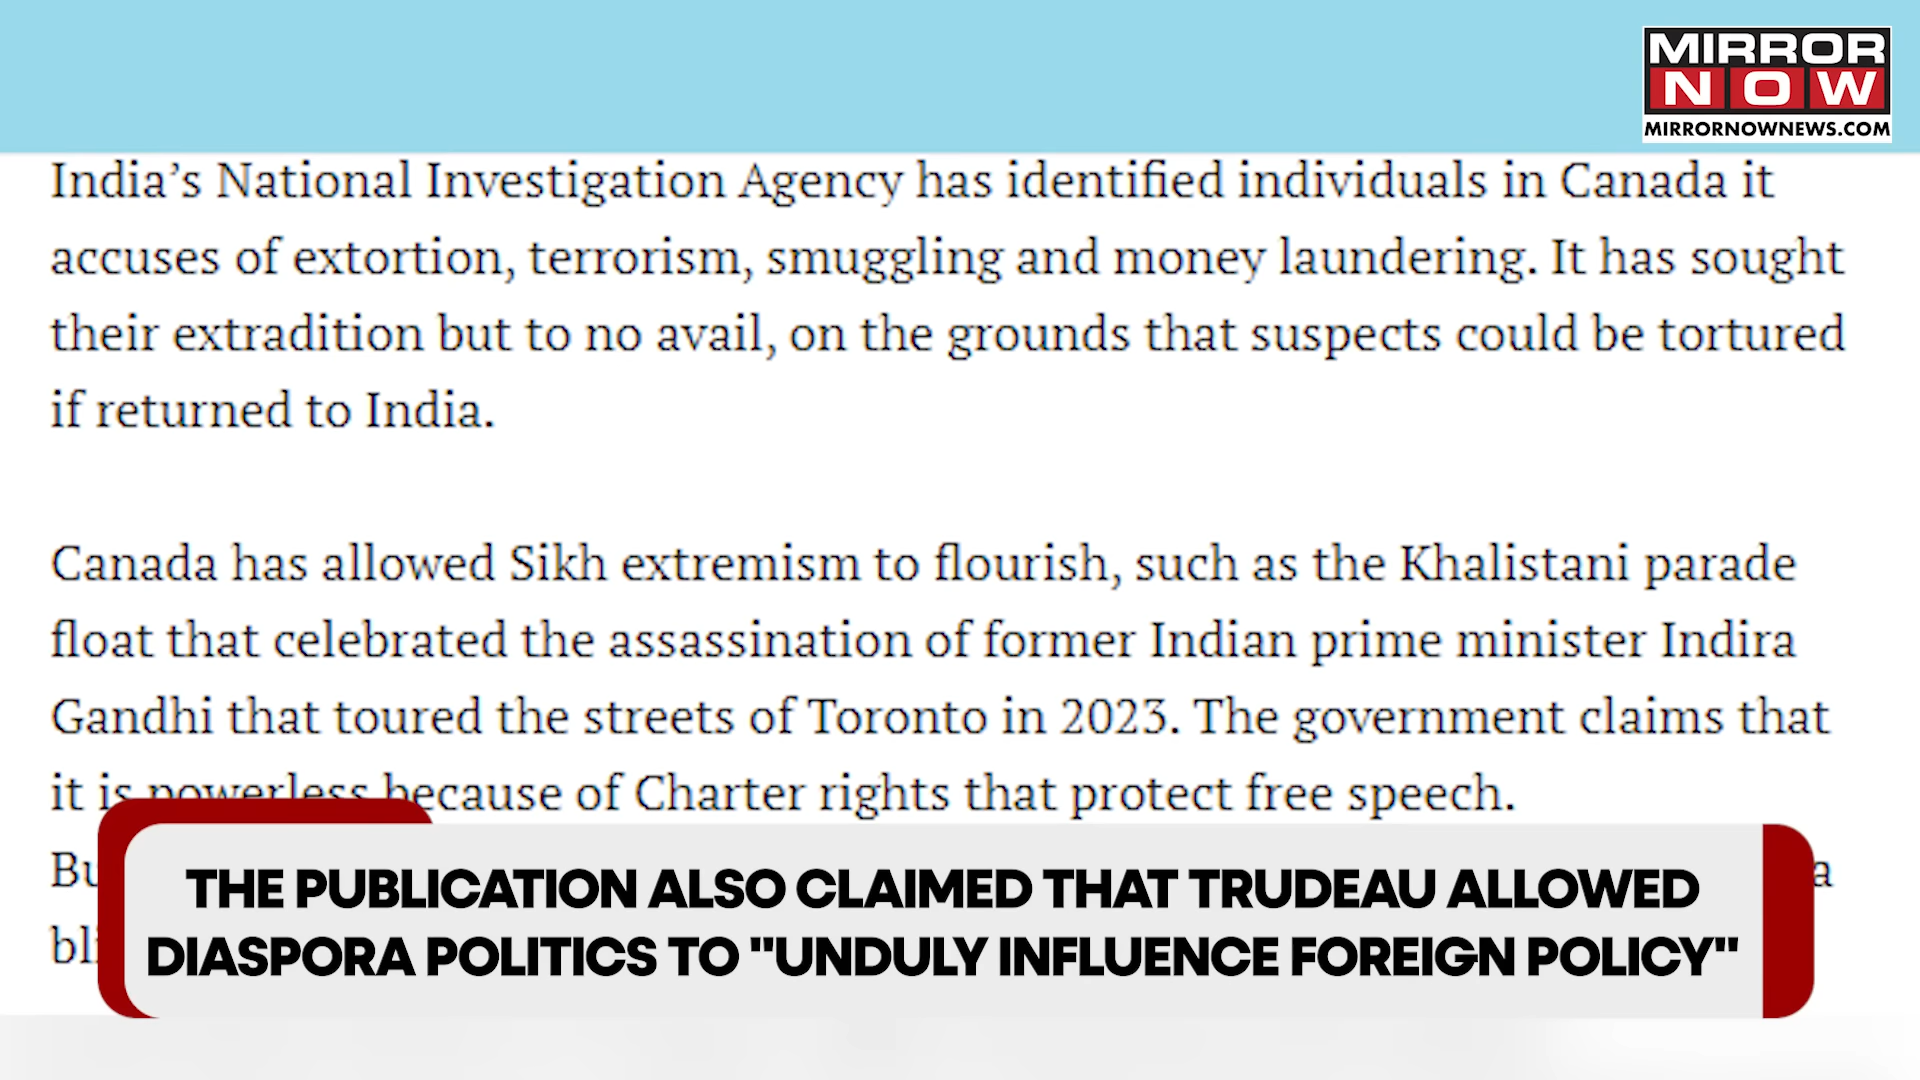 MIRROR
NOW
MIRRORNOWNEWS.COM
India’s National Investigation Agency has identified individuals in Canada it
accuses of extortion, terrorism, smuggling and money laundering. It has sought
their extradition but to no avail, on the grounds that suspects could be tortured
if returned to India.
Canada has allowed Sikh extremism to flourish, such as the Khalistani parade
float that celebrated the assassination of former Indian prime minister Indira
Gandhi that toured the streets of Toronto in 2023. The government claims that
it is powerless because of Charter rights that protect free speech.
THE PUBLICATION ALSO CLAIMED THAT TRUDEAU ALLOWED
DIASPORA POLITICS TO "UNDULY INFLUENCE FOREIGN POLICY"